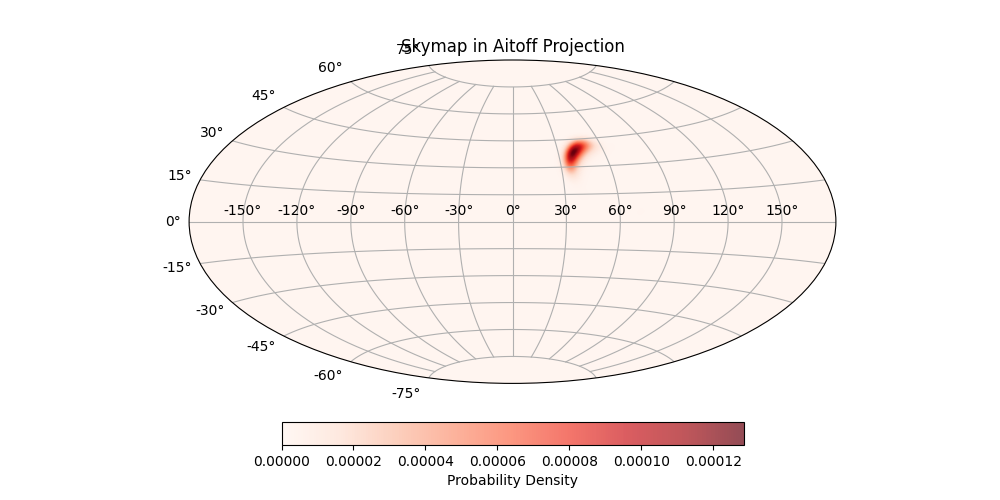 75°
Skymap in Aitoff Projection
60°
45°
30°
15°
-150° -120° -90° -60° -30° 0° 30° 60° 90° 120° 150°
0°
-15°
-30°
-45°
-60°
-75°
0.00000 0.00002 0.00004 0.00006 0.00008 0.00010 0.00012
Probability Density